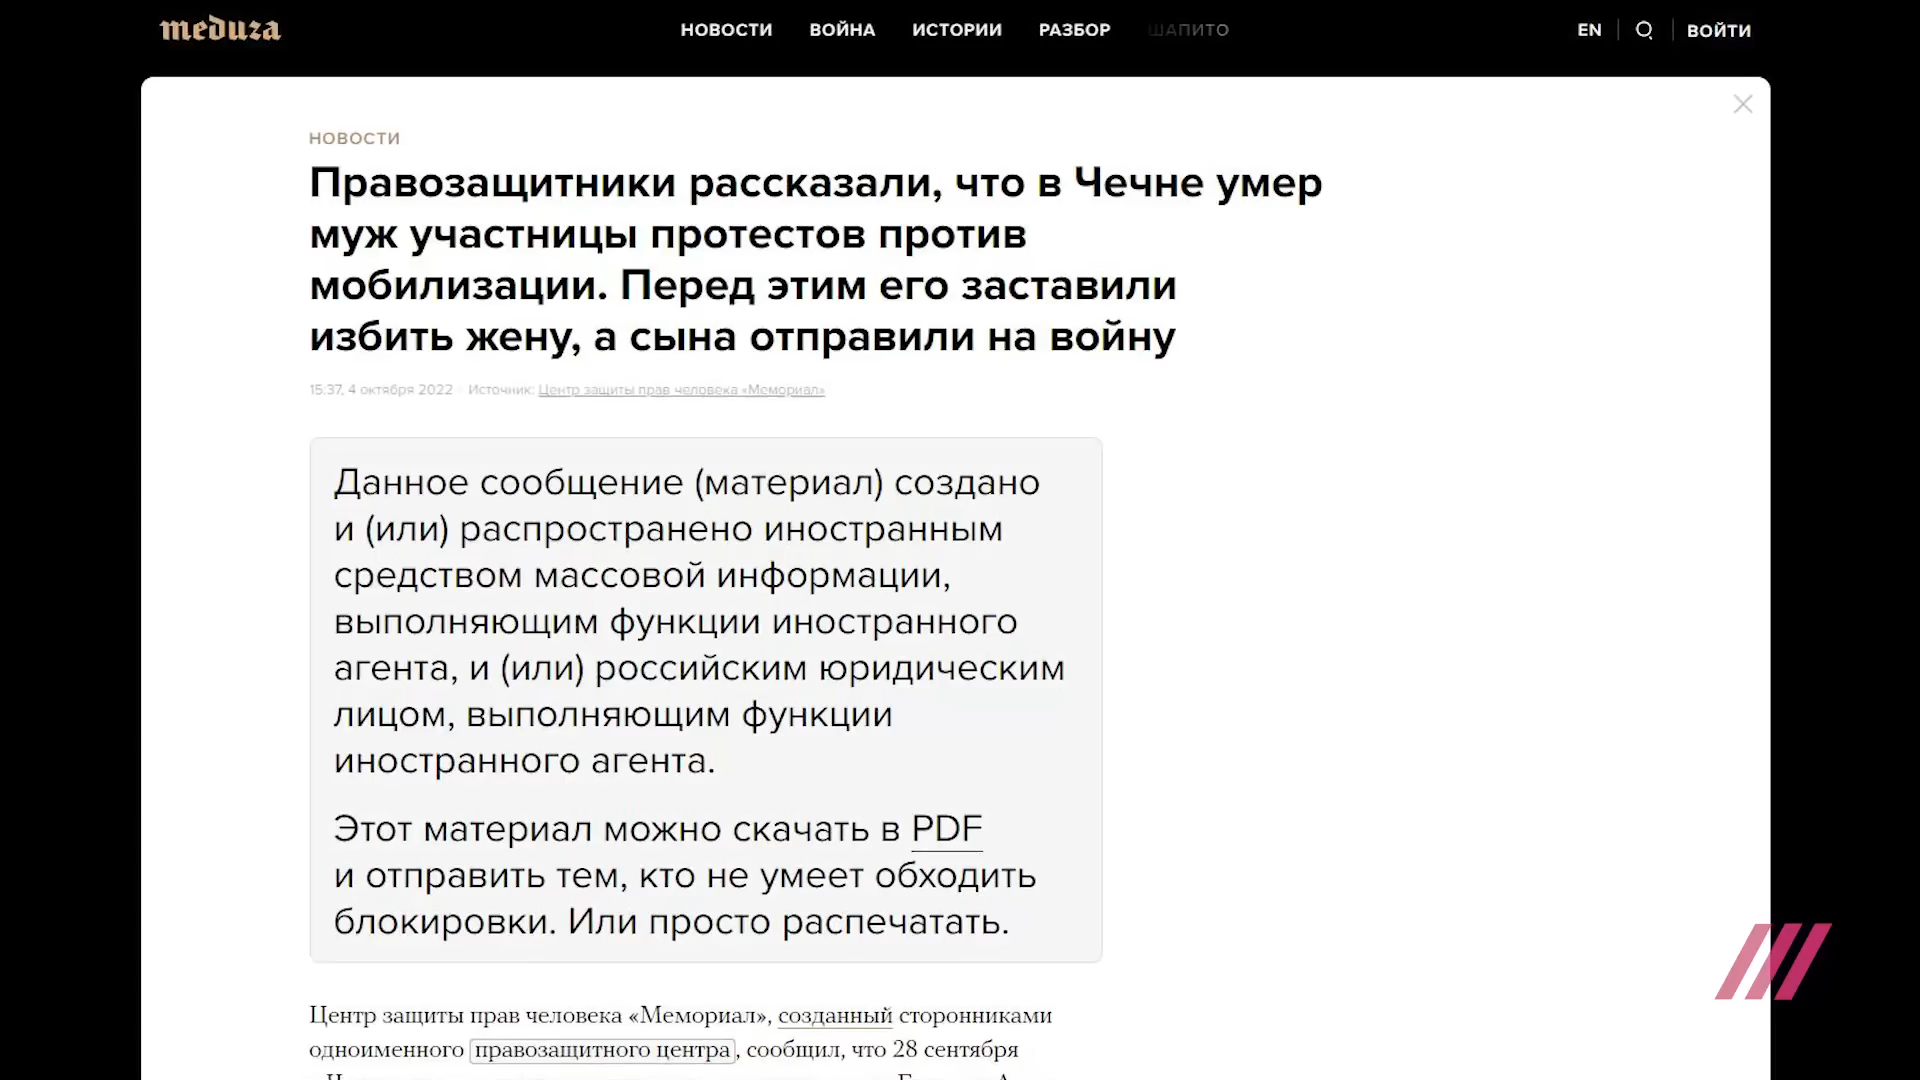 meduza
НОВОСТИ ВОЙНА ИСТОРИИ РАЗБОР ШАПИТО
EN ВОЙТИ
НОВОСТИ
Правозащитники рассказали, что в Чечне умер
муж участницы протестов против
мобилизации. Перед этим его заставили
избить жену, а сына отправили на войну
15:37, 4 октября 2022 Источник: Центр защиты прав человека «Мемориал»
Данное сообщение (материал) создано
и (или) распространено иностранным
средством массовой информации,
выполняющим функции иностранного
агента, и (или) российским юридическим
лицом, выполняющим функции
иностранного агента.
Этот материал можно скачать в PDF
и отправить тем, кто не умеет обходить
блокировки. Или просто распечатать.
Центр защиты прав человека «Мемориал», созданный сторонниками
одноименного правозащитного центра, сообщил, что 28 сентября